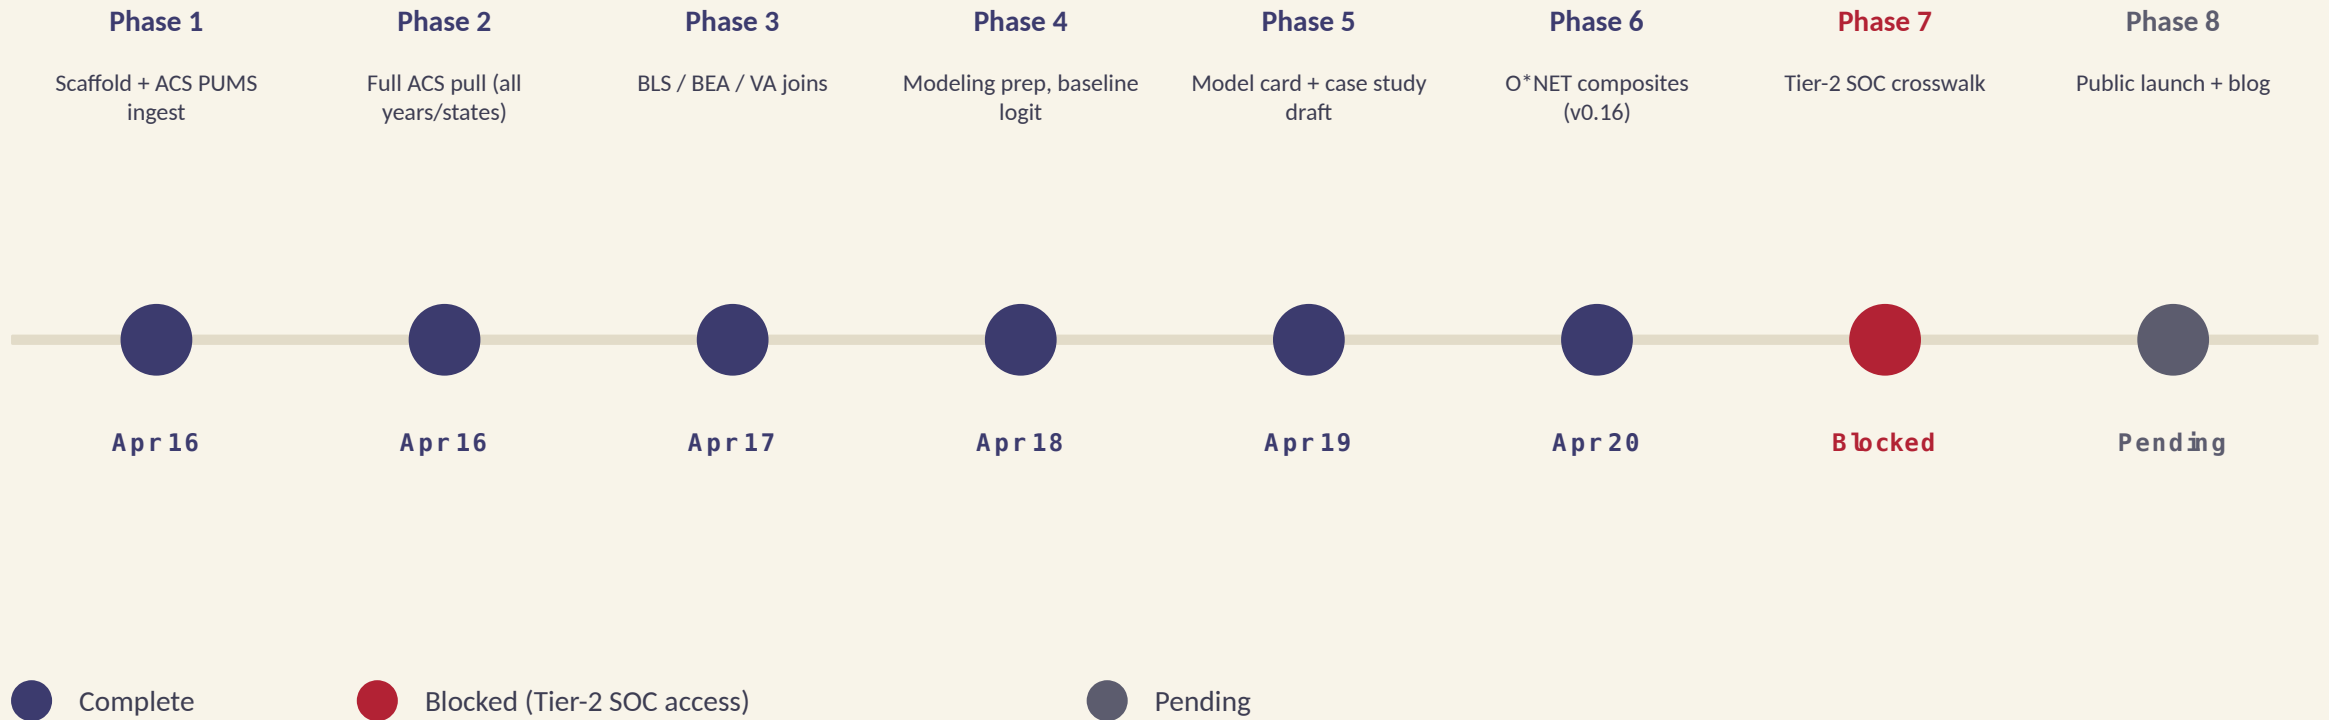 Phase 1
Scaffold + ACS PUMS
ingest
Apr 16
Phase 2
Full ACS pull (all
years/states)
Apr 16
Phase 3
BLS / BEA / VA joins
Apr 17
Phase 4
Modeling prep, baseline
logit
Apr 18
Phase 5
Model card + case study
draft
Apr 19
Phase 6
O*NET composites
(v0.16)
Apr 20
Phase 7
Tier-2 SOC crosswalk
Blocked
Phase 8
Public launch + blog
Pending
Complete
Blocked (Tier-2 SOC access)
Pending